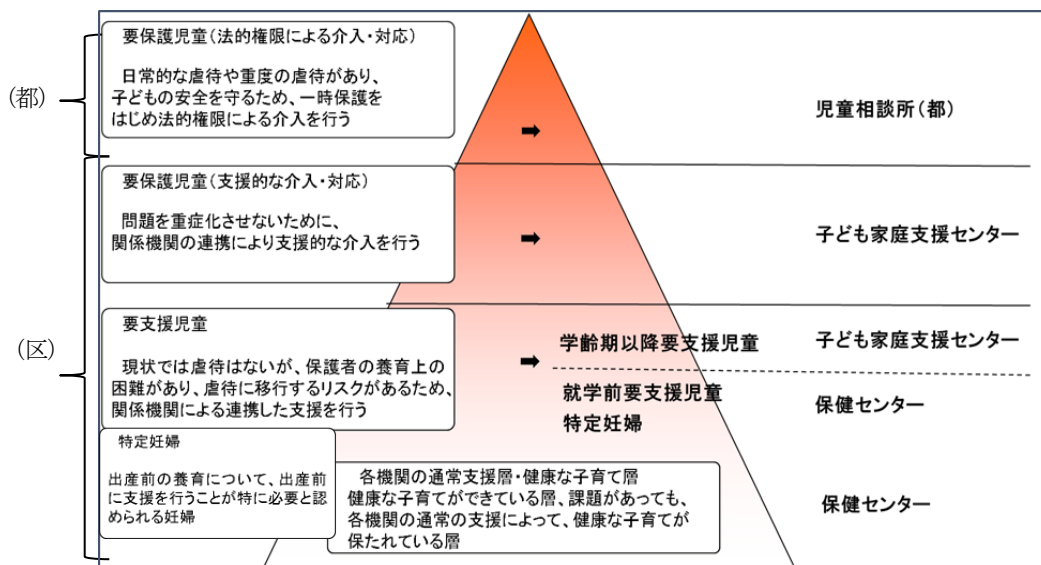 (都)
要保護児童(法的権限による介入・対応)
日常的な虐待や重度の虐待があり、
子どもの安全を守るため、一時保護を
はじめ法的権限による介入を行う
児童相談所(都)
(区)
要保護児童(支援的な介入・対応)
問題を重症化させないために、
関係機関の連携により支援的な介入を行う
子ども家庭支援センター
要支援児童
現状では虐待はないが、保護者の養育上の
困難があり、虐待に移行するリスクがあるため、
関係機関による連携した支援を行う
学齢期以降要支援児童
子ども家庭支援センター
就学前要支援児童
特定妊婦
保健センター
特定妊婦
出産前の養育について、出産前
に支援を行うことが特に必要と認
められる妊婦
各機関の通常支援層・健康な子育て層
健康な子育てができている層、課題があっても、
各機関の通常の支援によって、健康な子育てが
保たれている層
保健センター